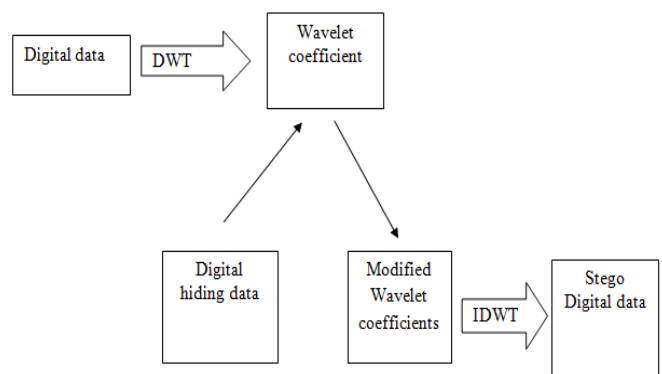 Digital data
DWT
Wavelet
coefficient
Digital
hiding data
Modified
Wavelet
coefficients
IDWT
Stego
Digital data